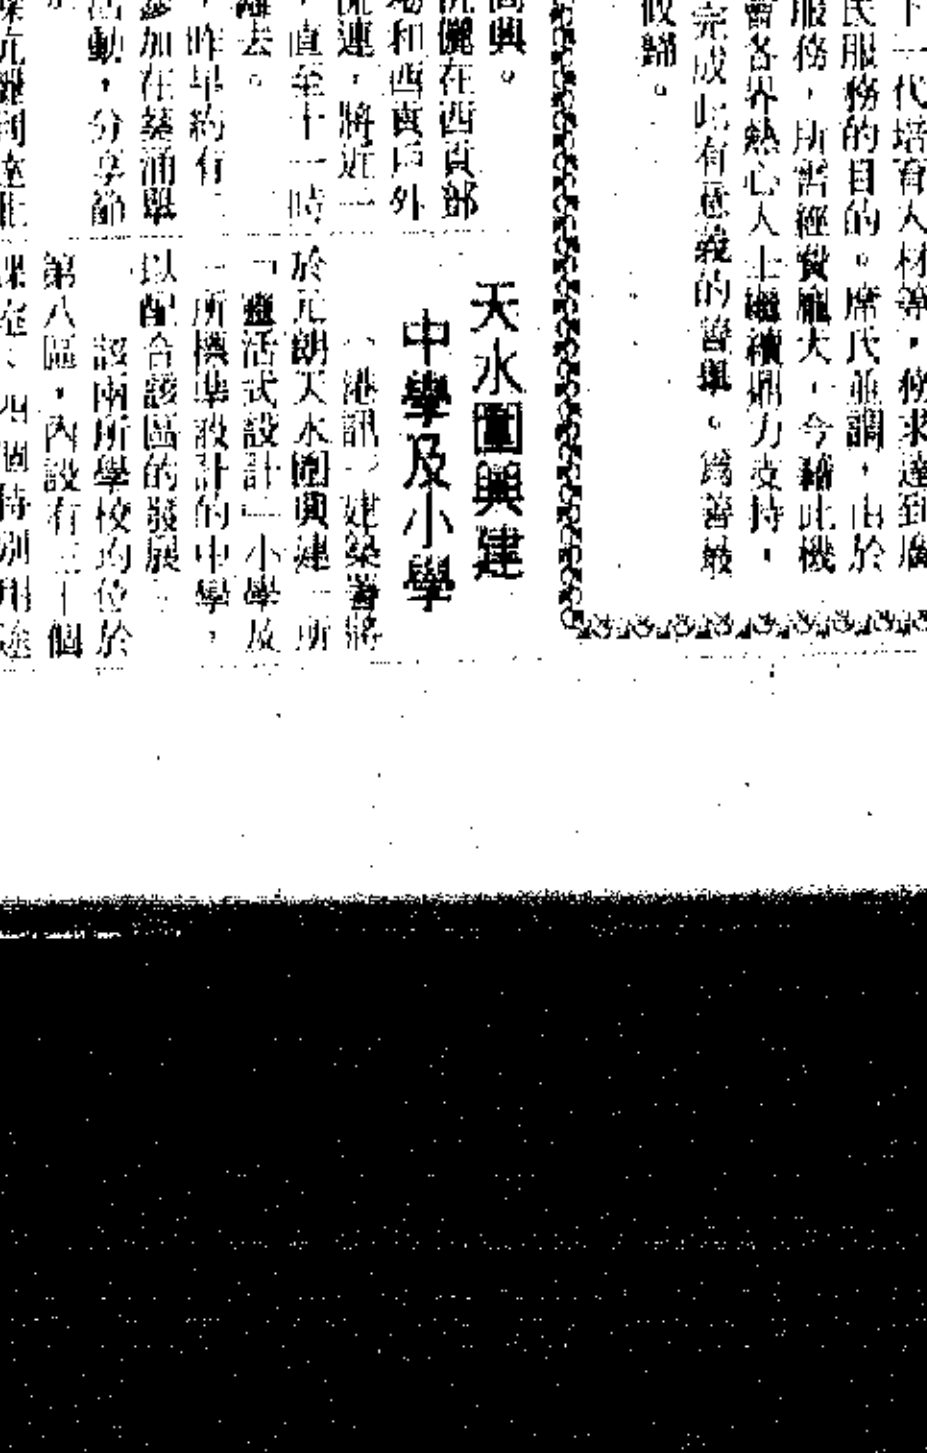 下一代培育人材等，務求達到廣
民服務的目的。席氏並謂，由於
服務，所需經費龐大，今藉此機
會各界熱心人士繼續鼎力支持，
完成此有意義的善舉。為善最
天水圍興建
中學及小學
（港訊）建築署將
於元朗天水圍興建一所
「靈活式設計」小學及
一所標準設計的中學，
以配合該區的發展。
該兩所學校均位於
第八區，內設有三十個
課室、四個特別用途
高興。
在西貢部
和西貢戶外
流連，將近一
，直至十一時
離去。
，昨早約有二
參加在葵涌舉
活動，分享節